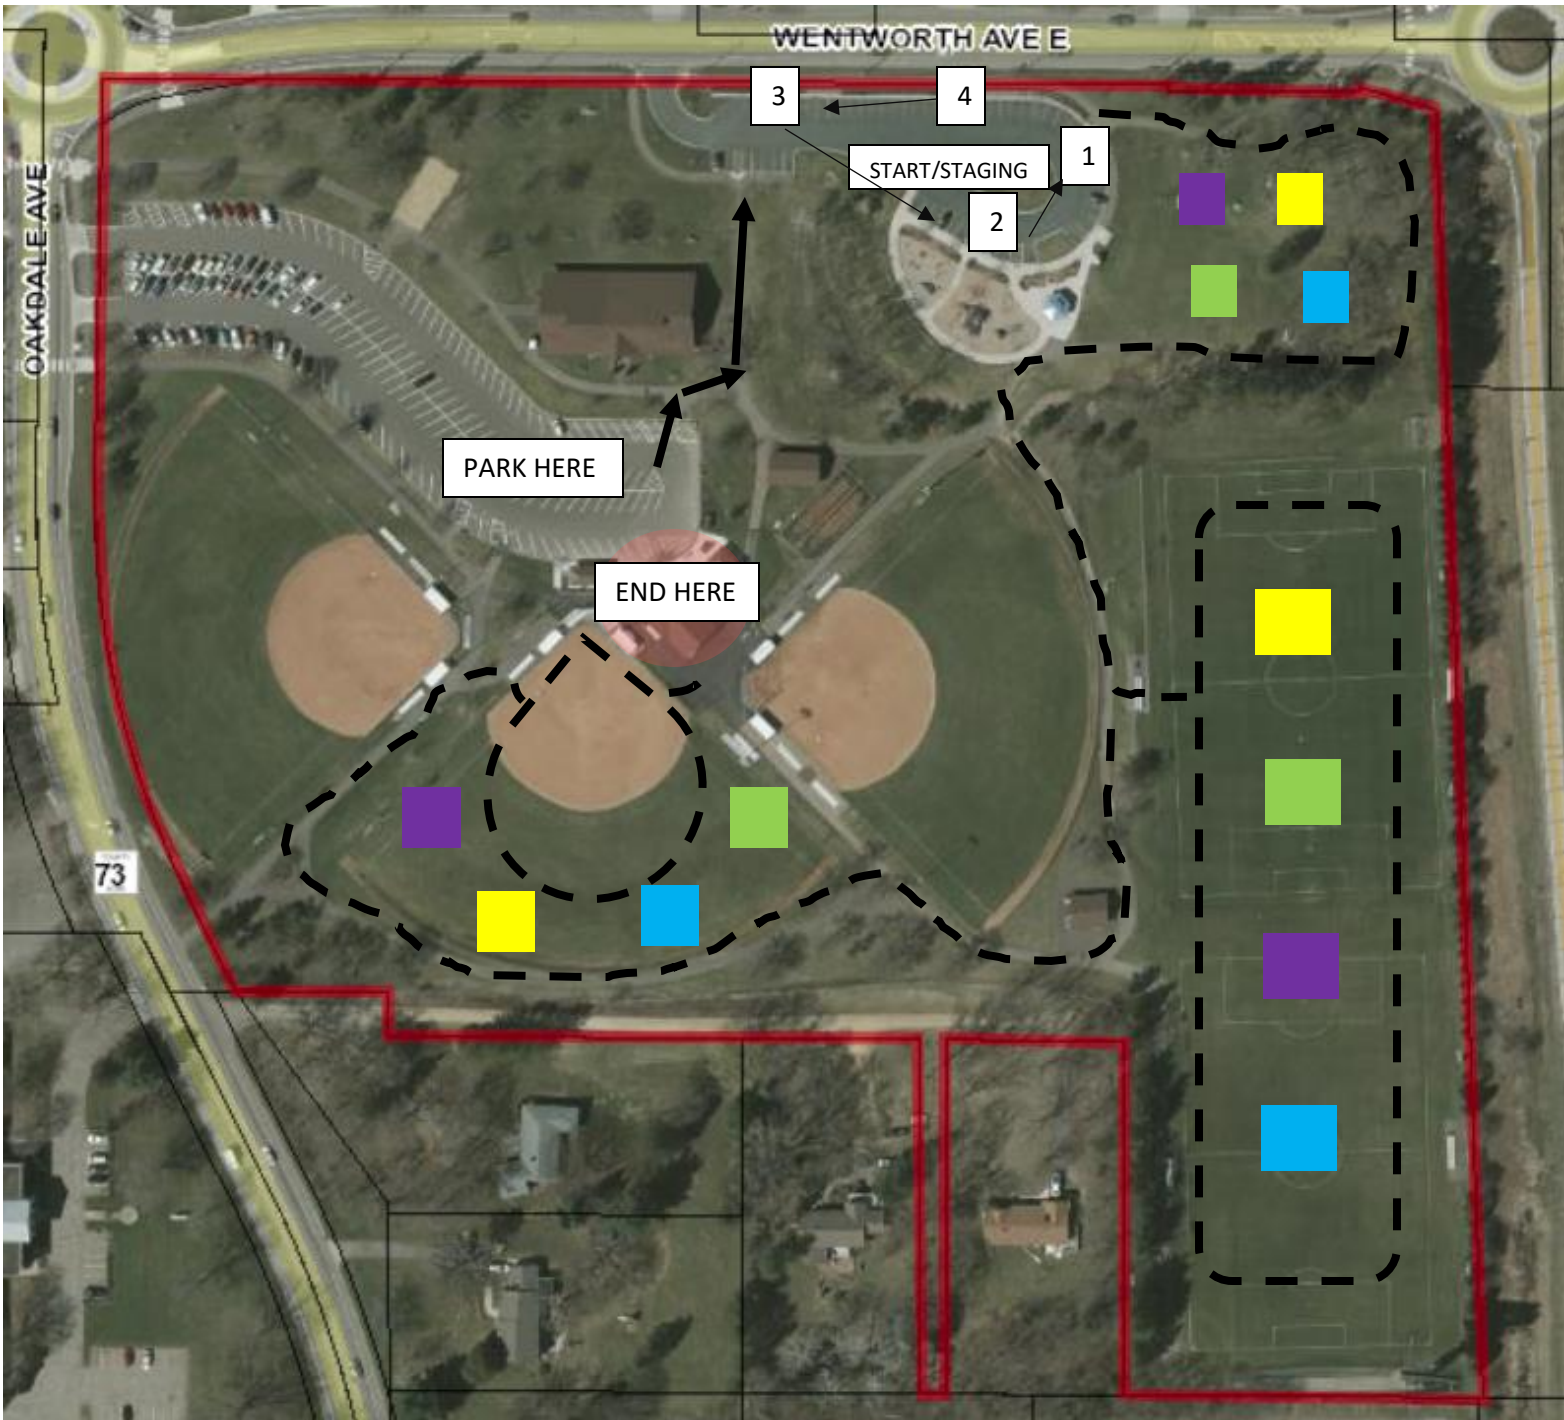 WENTWORTH AVE E
3
4
1
START/STAGING
2
OAKDALE AVE
PARK HERE
END HERE
73